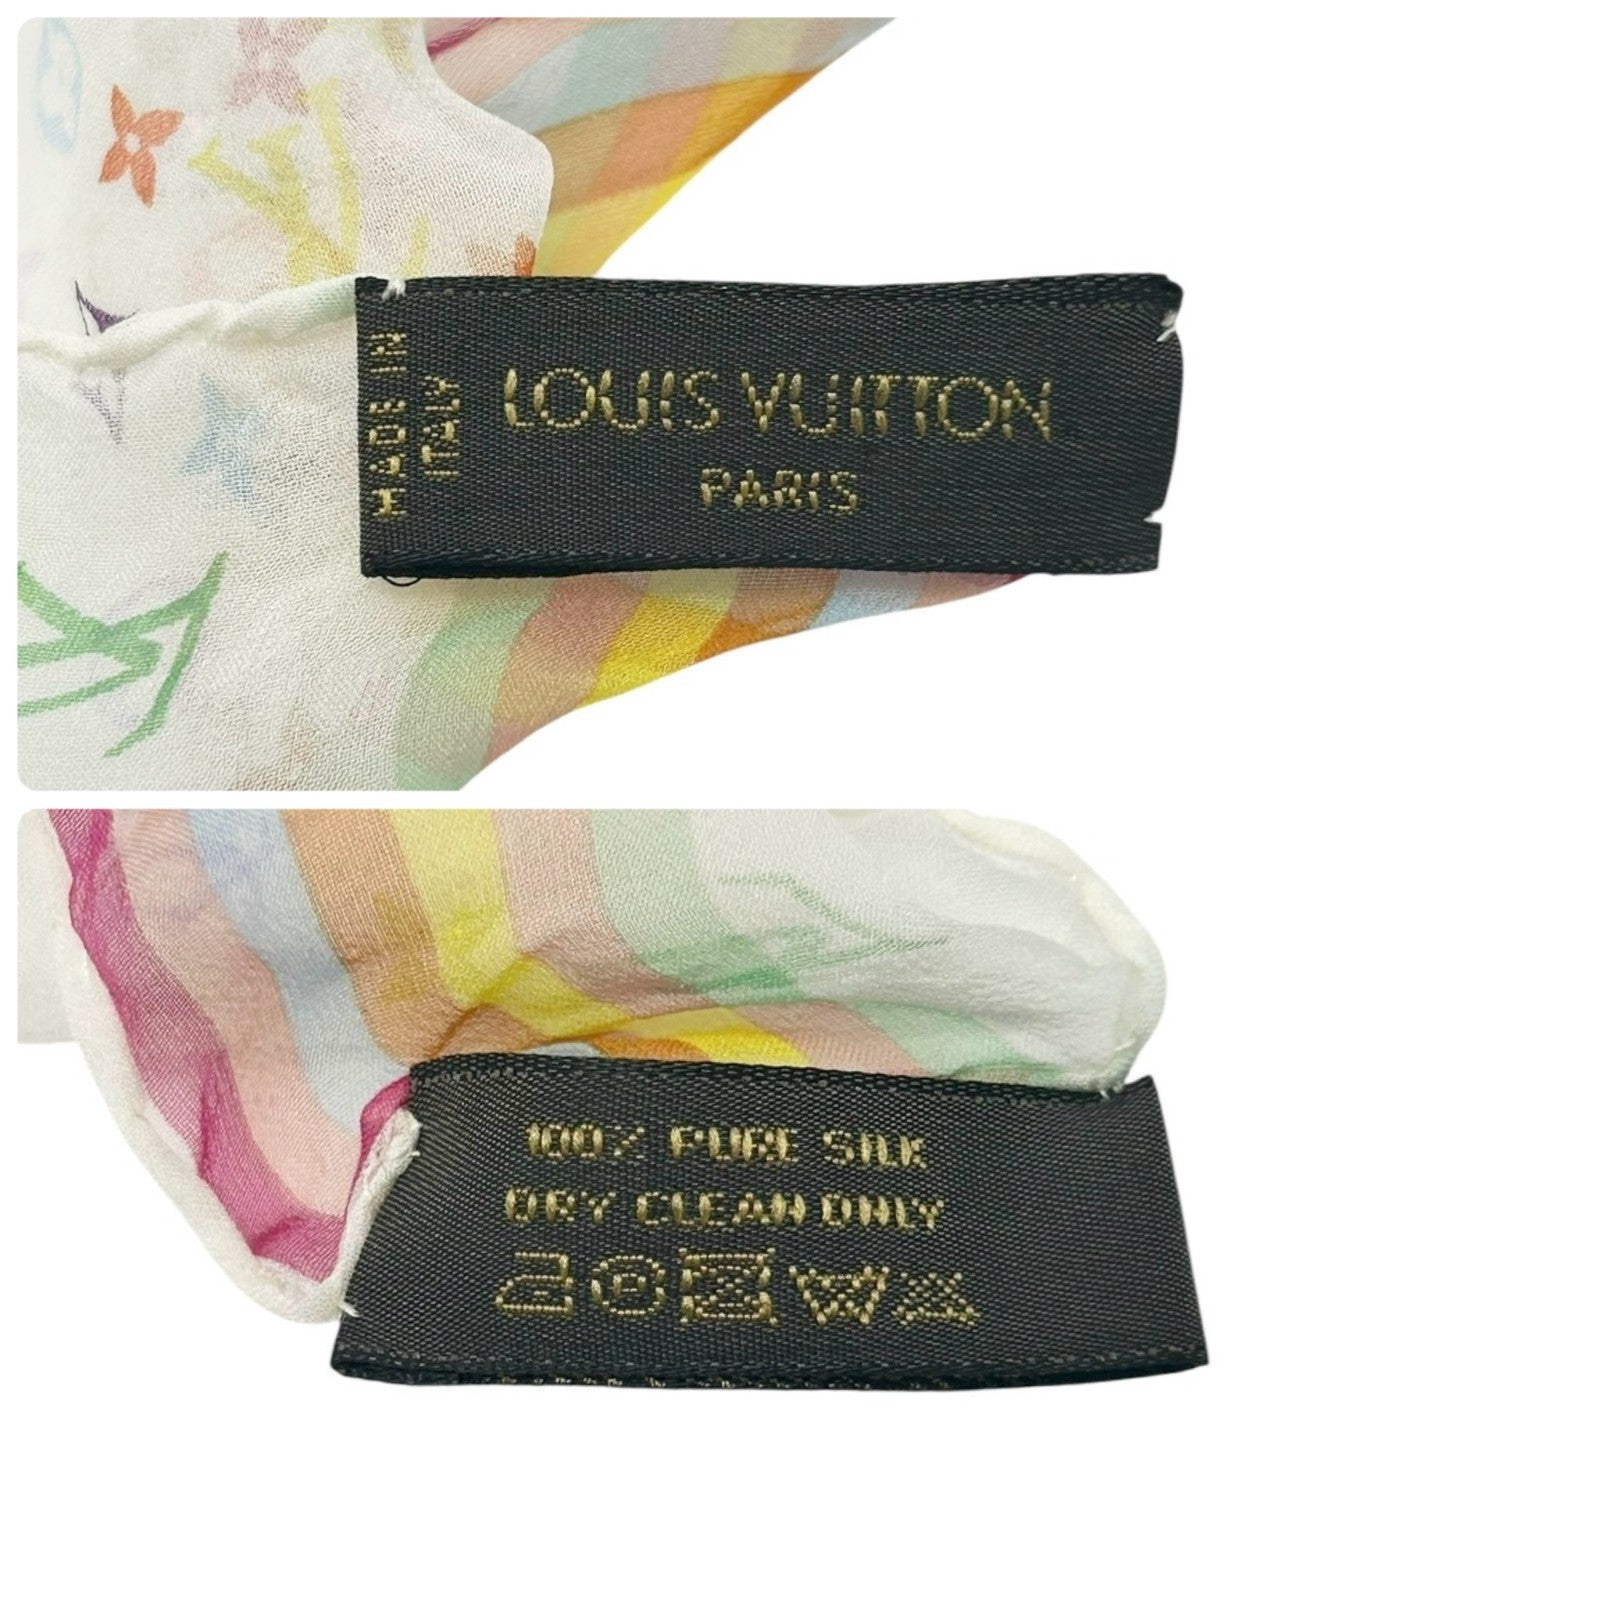 MADE IN
ITALY
LOUIS VUITTON
PARIS
100% PURE SILK
DRY CLEAN ONLY